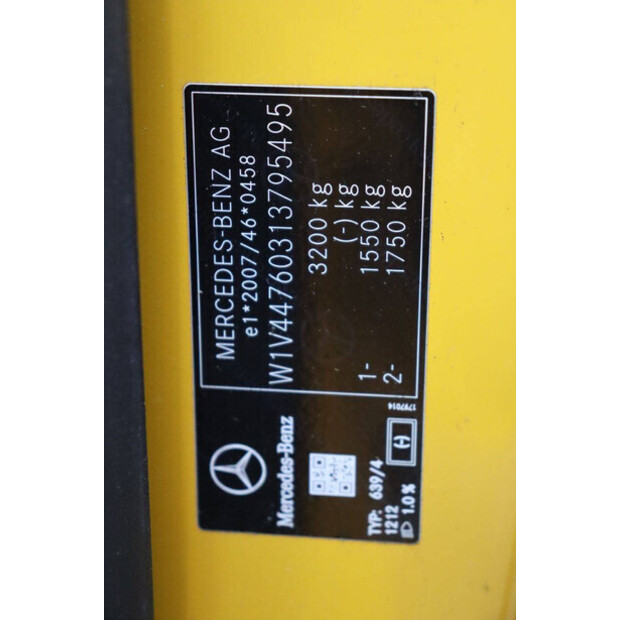 MERCEDES-BENZ AG
e1*2007/46*0458
W1V44760313795495
3200 kg
(-) kg
1- 1550 kg
2- 1750 kg
1797014
Mercedes-Benz
TYP: 639/4
1212
1.0 %
(-)